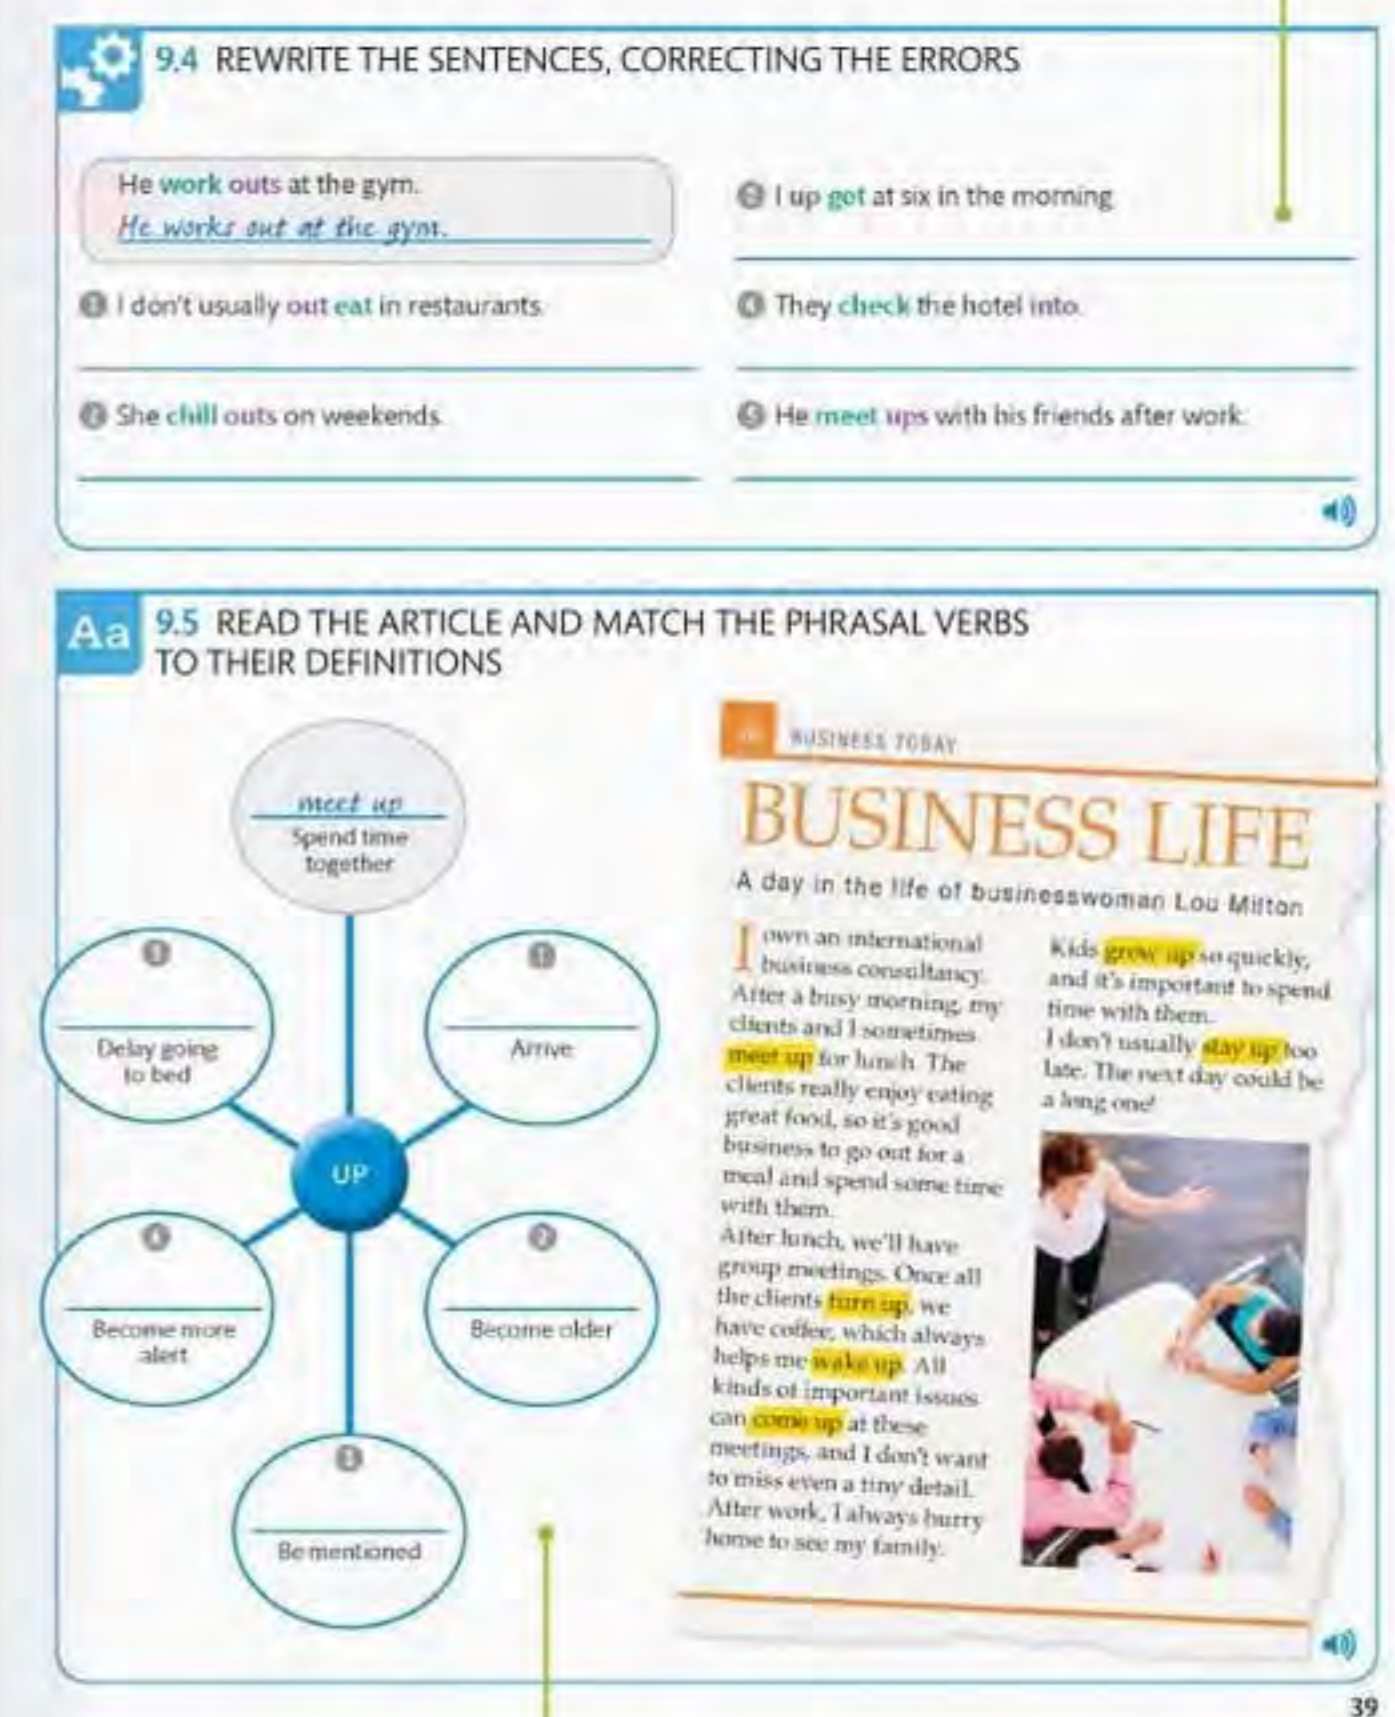 9.4 REWRITE THE SENTENCES, CORRECTING THE ERRORS
He work outs at the gym.
He works out at the gym.
1 I don't usually out eat in restaurants.
2 She chill outs on weekends.
I up get at six in the morning
4 They check the hotel into.
5 He meet ups with his friends after work.
Aa
9.5 READ THE ARTICLE AND MATCH THE PHRASAL VERBS
TO THEIR DEFINITIONS
meet up
Spend time
together
Delay going
to bed
1
Arrive
UP
4
Become more
alert
2
Become older
3
Be mentioned
BUSINESS TODAY
BUSINESS LIFE
A day in the life of businesswoman Lou Milton
I own an international
business consultancy.
After a busy morning, my
clients and I sometimes
meet up for lunch. The
clients really enjoy eating
great food, so it's good
business to go out for a
meal and spend some time
with them.
After lunch, we'll have
group meetings. Once all
the clients turn up, we
have coffee, which always
helps me wake up. All
kinds of important issues
can come up at these
meetings, and I don't want
to miss even a tiny detail.
After work, I always hurry
home to see my family.
Kids grow up so quickly,
and it's important to spend
time with them.
I don't usually stay up too
late. The next day could be
a long one!
39